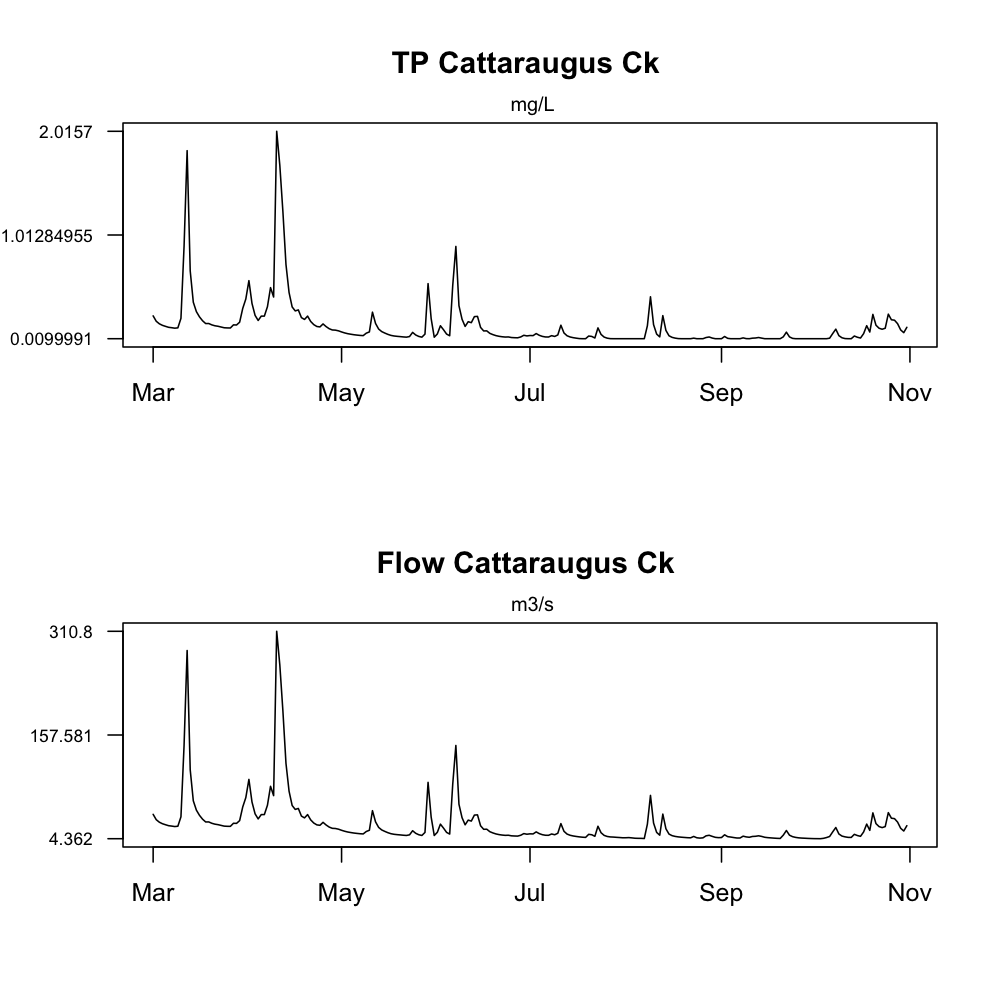 TP Cattaraugus Ck
mg/L
2.0157
1.01284955
0.0099991
Mar May Jul Sep Nov
Flow Cattaraugus Ck
m3/s
310.8
157.581
4.362
Mar May Jul Sep Nov